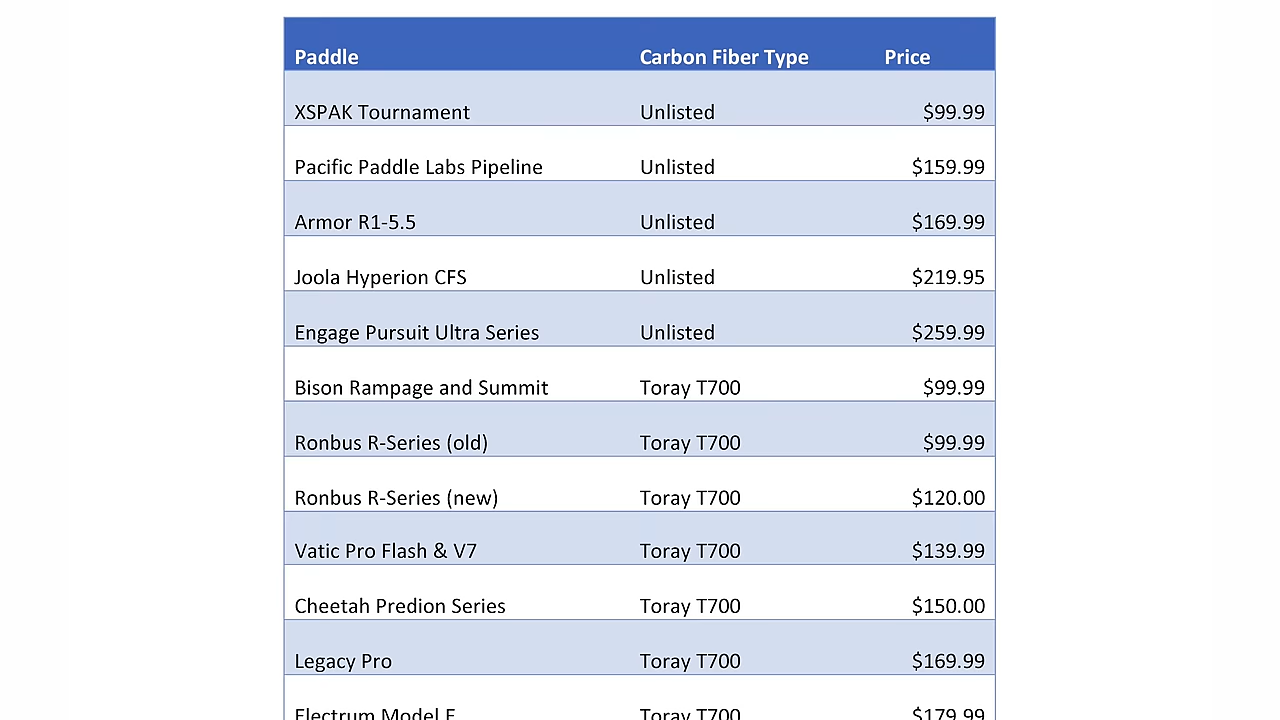 Paddle Carbon Fiber Type Price
XSPAK Tournament Unlisted $99.99
Pacific Paddle Labs Pipeline Unlisted $159.99
Armor R1-5.5 Unlisted $169.99
Joola Hyperion CFS Unlisted $219.95
Engage Pursuit Ultra Series Unlisted $259.99
Bison Rampage and Summit Toray T700 $99.99
Ronbus R-Series (old) Toray T700 $99.99
Ronbus R-Series (new) Toray T700 $120.00
Vatic Pro Flash & V7 Toray T700 $139.99
Cheetah Predion Series Toray T700 $150.00
Legacy Pro Toray T700 $169.99
Electrum Model Toray T700 $179.99